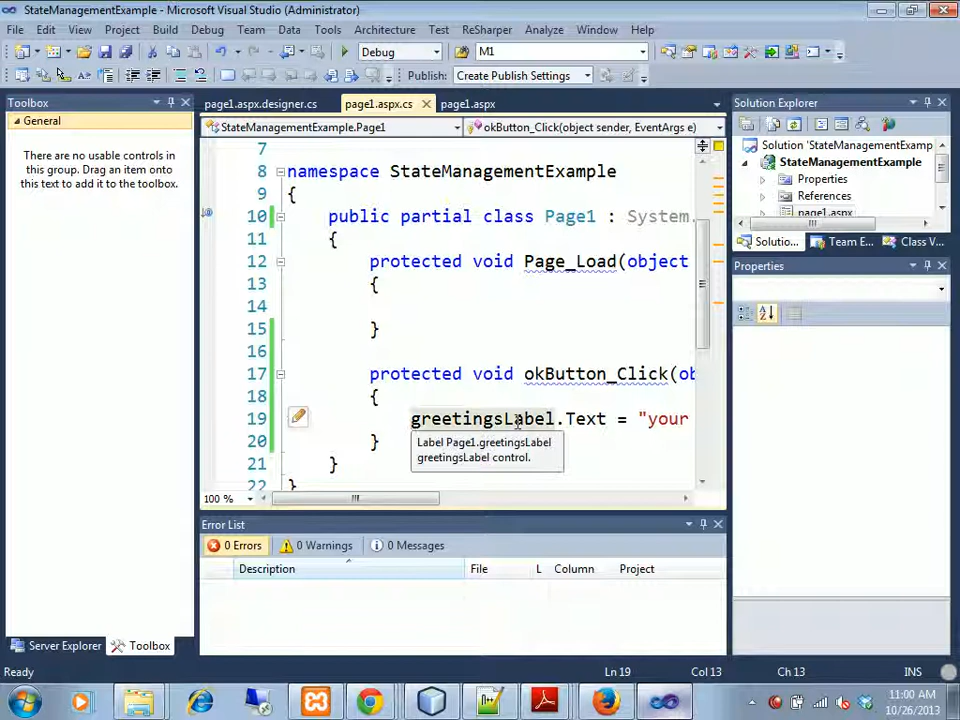 StateManagementExample - Microsoft Visual Studio (Administrator)
File Edit View Project Build Debug Team Data Tools Architecture Test ReSharper Analyze Window Help
Debug M1
Publish: Create Publish Settings
Toolbox
General
There are no usable controls in
this group. Drag an item onto
this text to add it to the toolbox.
Server Explorer Toolbox
page1.aspx.designer.cs page1.aspx.cs page1.aspx
StateManagementExample.Page1 okButton_Click(object sender, EventArgs e)
7
8 namespace StateManagementExample
9 {
10 public partial class Page1 : System.
11 {
12 protected void Page_Load(object
13 {
14
15 }
16
17 protected void okButton_Click(ob
18 {
19 greetingsLabel.Text = "your
20 }
21 }
22 }
Label Page1.greetingsLabel
greetingsLabel control.
100 %
Error List
0 Errors 0 Warnings 0 Messages
Description File L Column Project
Solution Explorer
Solution 'StateManagementExamp
StateManagementExample
Properties
References
page1.aspx
Solutio... Team E... Class V...
Properties
Ready Ln 19 Col 13 Ch 13 INS
11:00 AM
10/26/2013